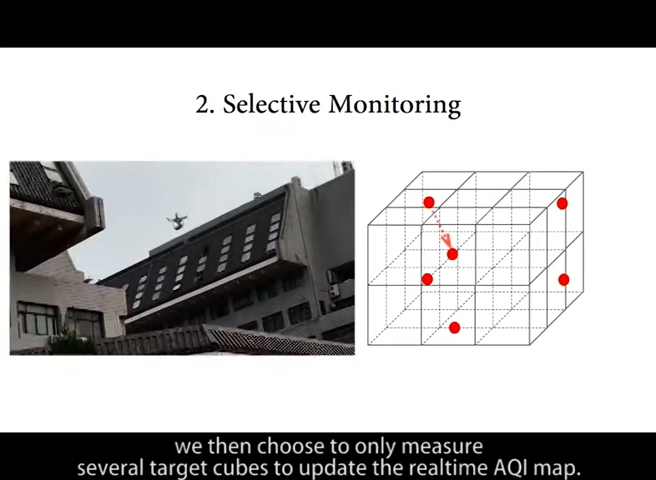 2. Selective Monitoring
we then choose to only measure
several target cubes to update the realtime AQI map.